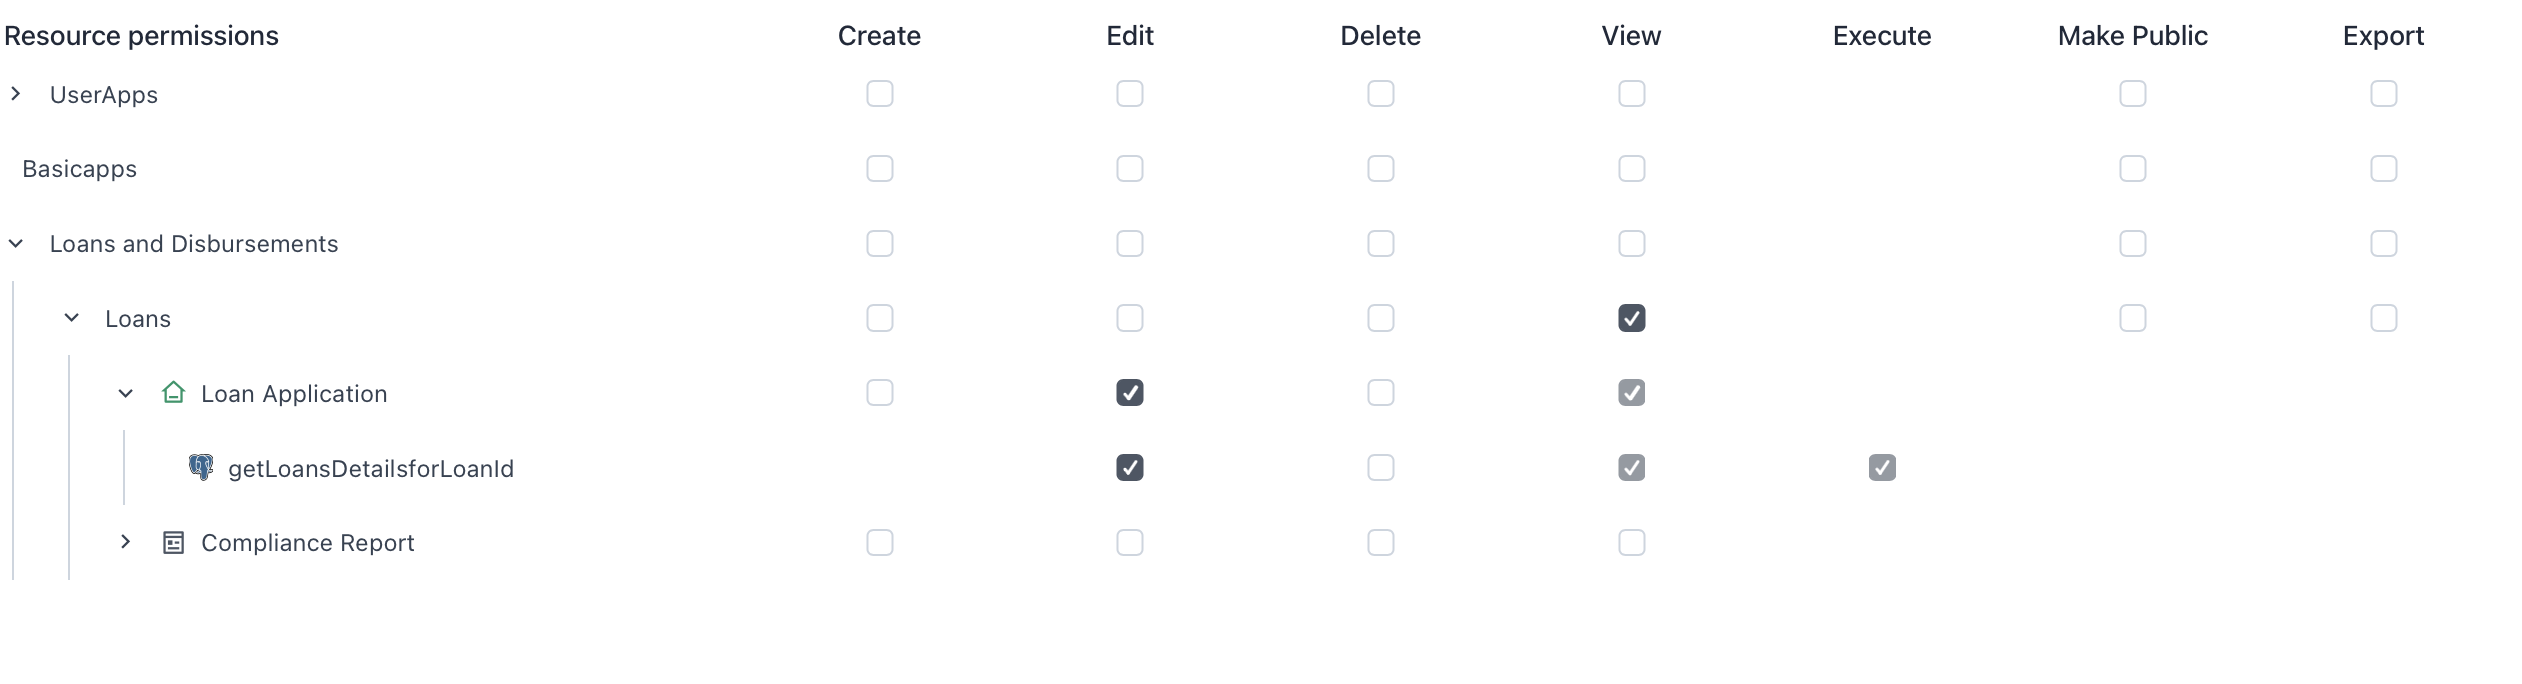 Resource permissions Create Edit Delete View Execute Make Public Export
UserApps
Basicapps
Loans and Disbursements
Loans
Loan Application
getLoansDetailsforLoanId
Compliance Report